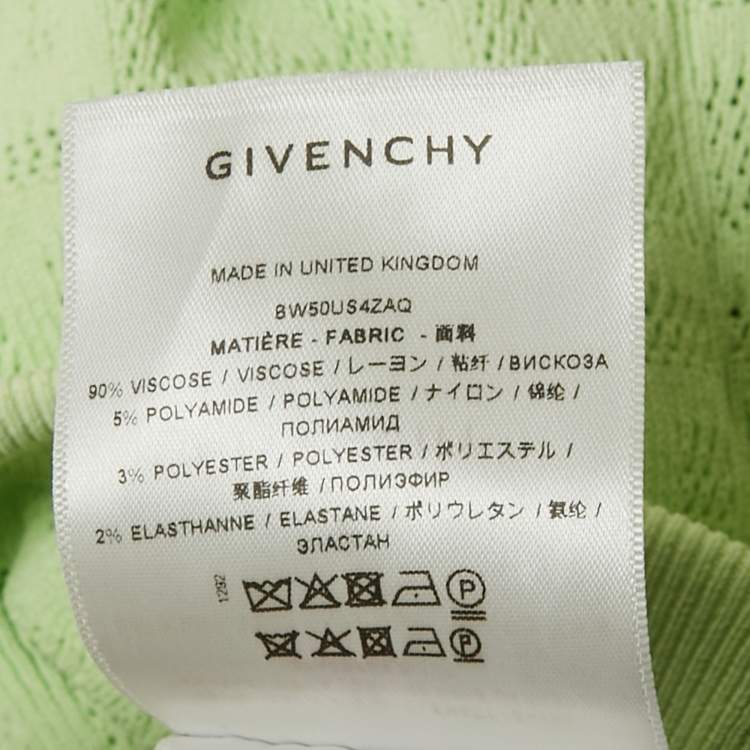 GIVENCHY
MADE IN UNITED KINGDOM
BW50US4ZAQ
MATIÈRE - FABRIC - 面料
90% VISCOSE / VISCOSE / レーヨン / 粘纤 / ВИСКОЗА
5% POLYAMIDE / POLYAMIDE / ナイロン / 锦纶 /
ПОЛИАМИД
3% POLYESTER / POLYESTER / ポリエステル /
聚酯纤维 / ПОЛИЭФИР
2% ELASTHANNE / ELASTANE / ポリウレタン / 氨纶 /
ЭЛАСТАН
1292
P
P